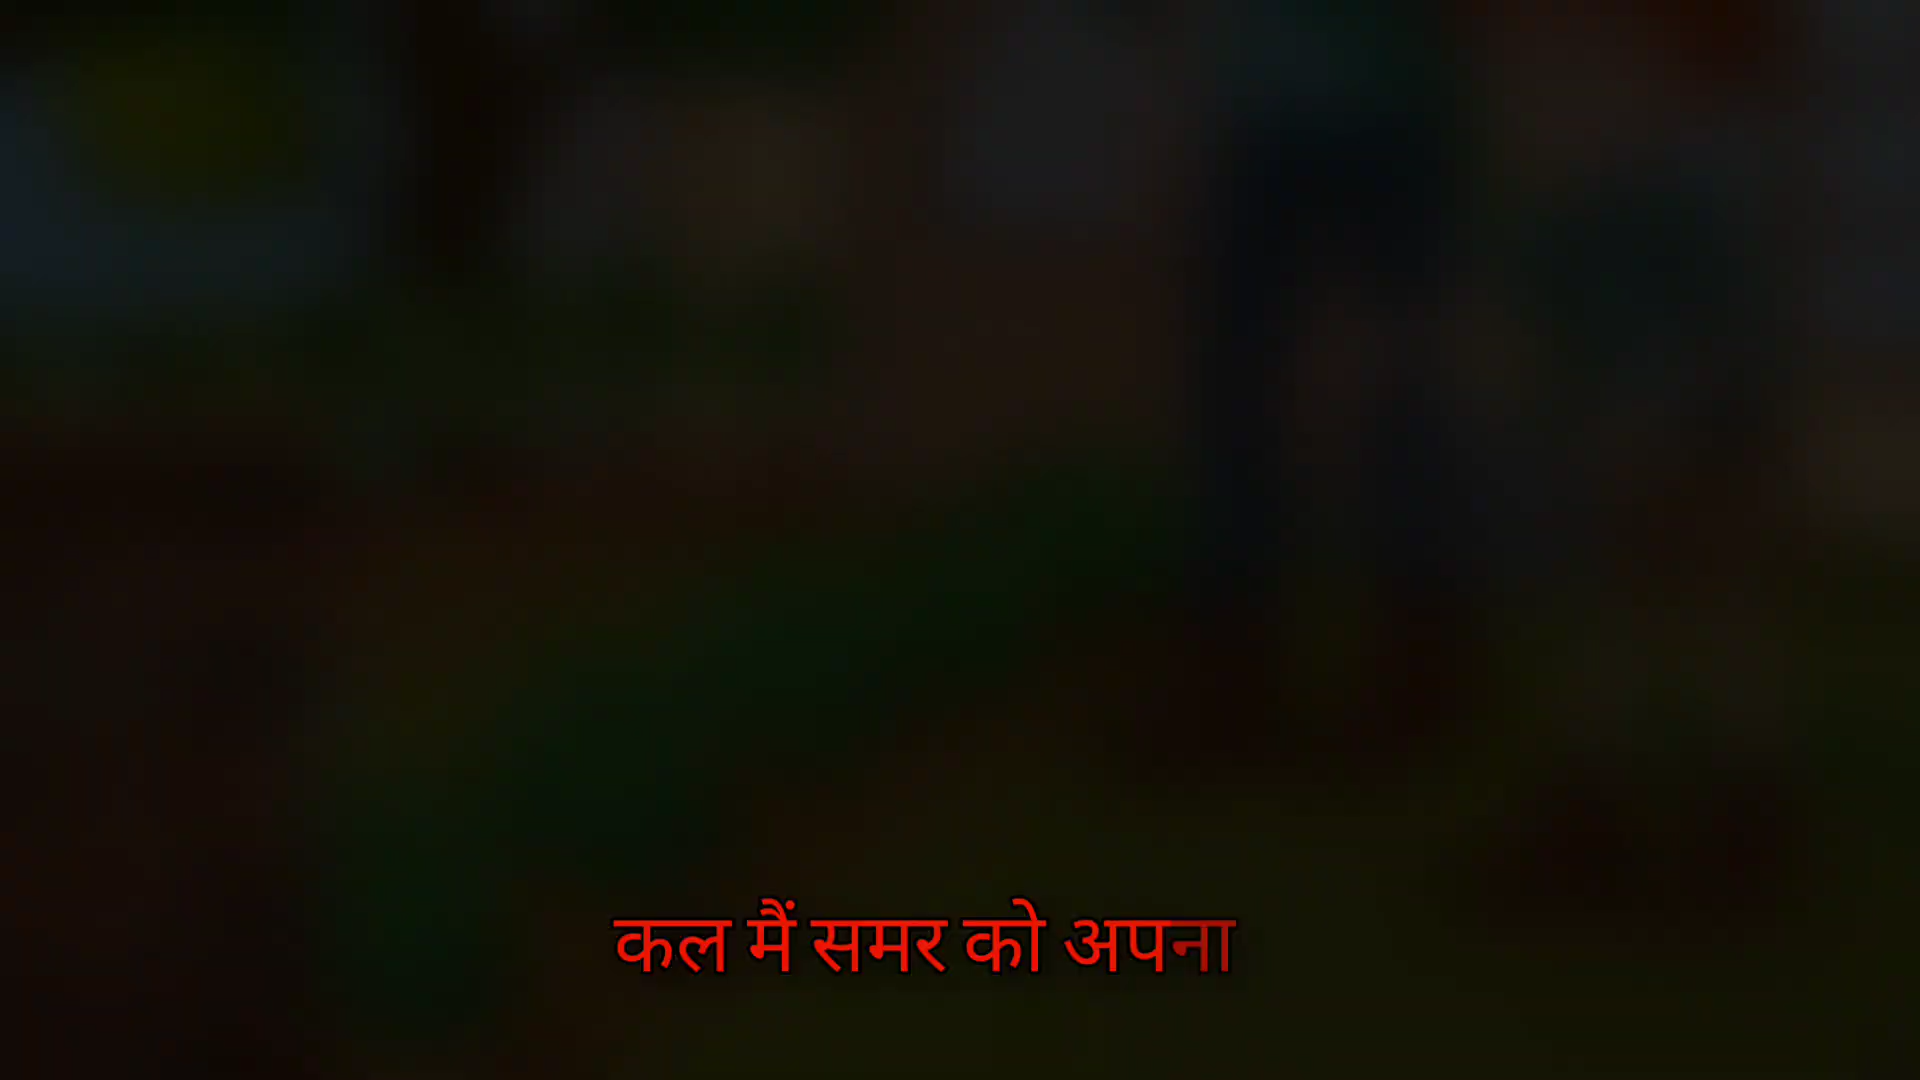 कल मैं समर को अपना